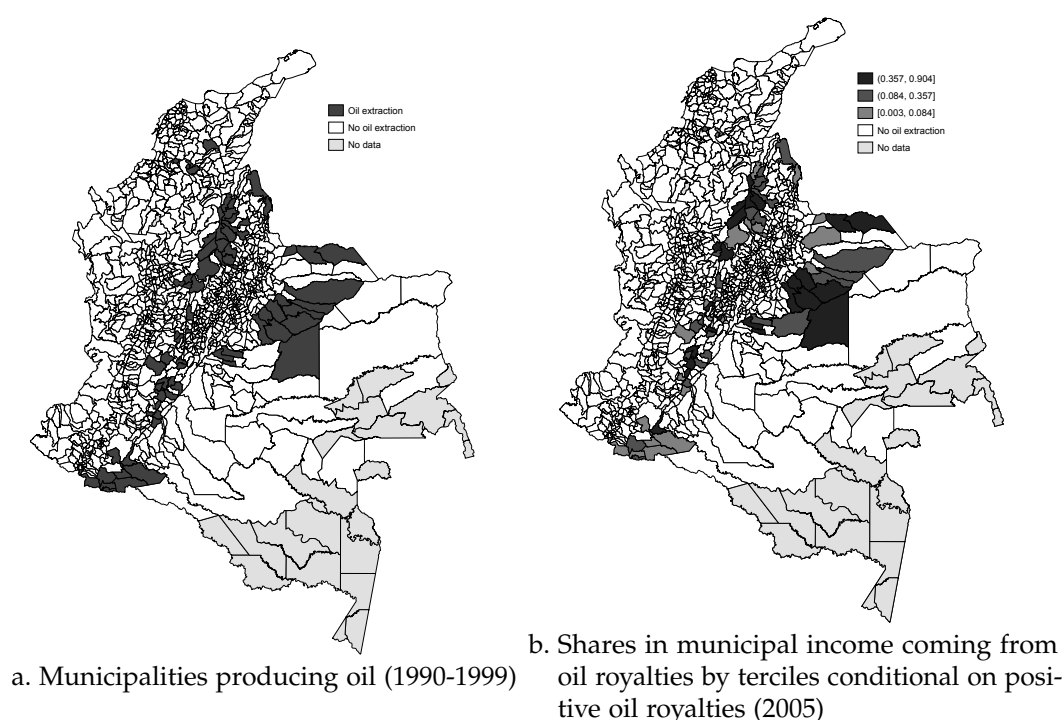 Oil extraction
No oil extraction
No data
(0.357, 0.904]
(0.084, 0.357]
[0.003, 0.084]
No oil extraction
No data
a. Municipalities producing oil (1990-1999)
b. Shares in municipal income coming from
oil royalties by terciles conditional on posi-
tive oil royalties (2005)